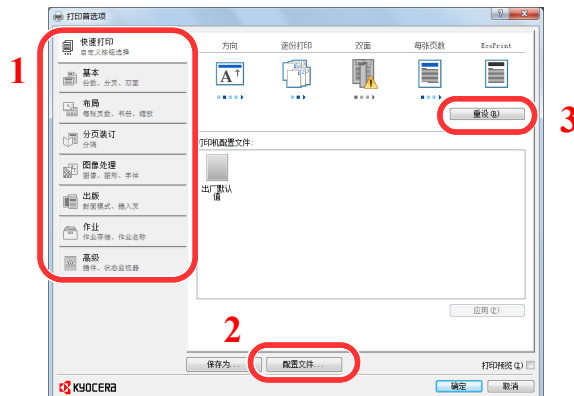 打印首选项
1
快速打印
自定义按钮选择
基本
份数、分页、双面
布局
每张页数、书册、缩放
分页装订
分隔
图像处理
图像、图形、字体
出版
封面模式、插入页
作业
作业存储、作业名称
高级
插件、状态监视器
方向 逐份打印 双面 每张页数 EcoPrint
A
重设(R)
3
打印机配置文件:
出厂默认
值
应用(P)
2
保存为... 配置文件...
打印预览(I)
KYOCERA
确定 取消